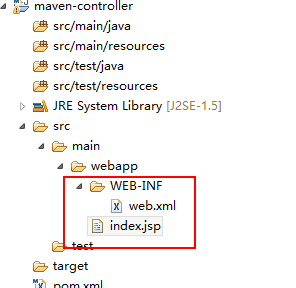 maven-controller
src/main/java
src/main/resources
src/test/java
src/test/resources
JRE System Library [J2SE-1.5]
src
main
webapp
WEB-INF
web.xml
index.jsp
test
target
pom.xml